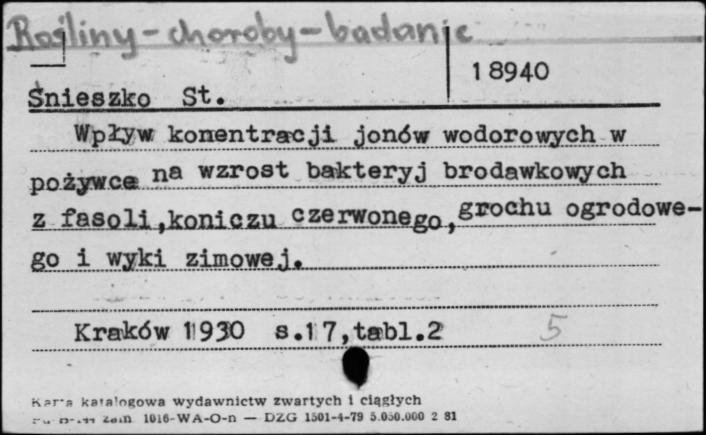 Rośliny - choroby - badanie
18940
Śnieszko St.
Wpływ konentracji jonów wodorowych w
pożywce na wzrost bakteryj brodawkowych
z fasoli, koniczu czerwonego, grochu ogrodowe-
go i wyki zimowej.
Kraków 1930 s.17, tabl.2
5
Karta katalogowa wydawnictw zwartych i ciągłych
zam. 1016-WA-O-n — DZG 1501-4-79 5.050.000 2 81